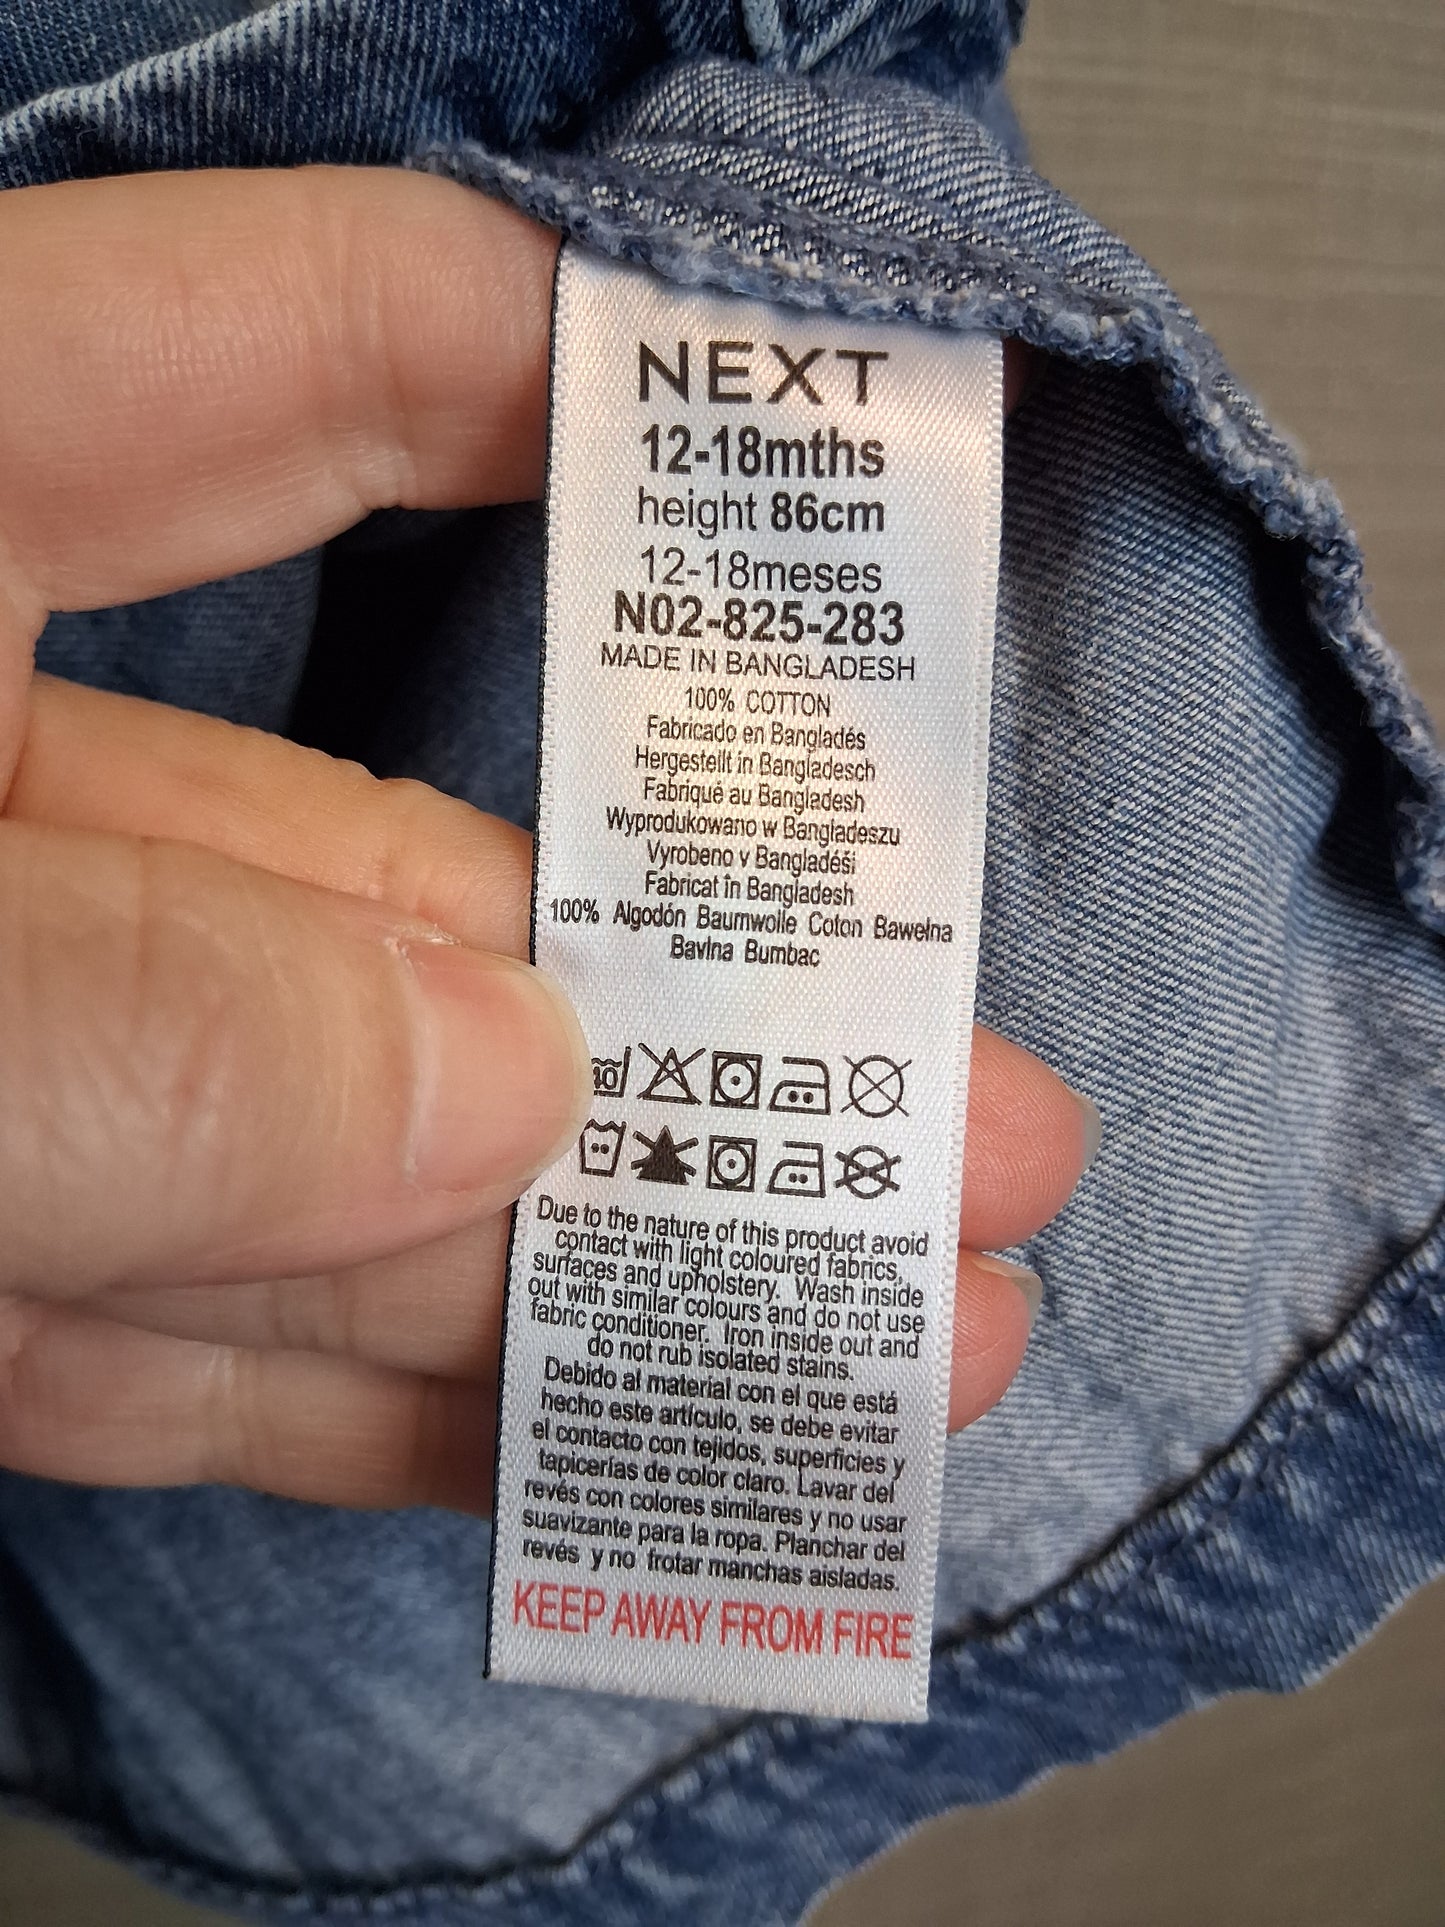 NEXT
12-18mths
height 86cm
12-18meses
N02-825-283
MADE IN BANGLADESH
100% COTTON
Fabricado en Bangladés
Hergestellt in Bangladesch
Fabriqué au Bangladesh
Wyprodukowano w Bangladeszu
Vyrobeno v Bangladéši
Fabricat în Bangladesh
100% Algodón Baumwolle Coton Bawełna
Bavlna Bumbac
40
Due to the nature of this product avoid
contact with light coloured fabrics,
surfaces and upholstery. Wash inside
out with similar colours and do not use
fabric conditioner. Iron inside out and
do not rub isolated stains.
Debido al material con el que está
hecho este artículo, se debe evitar
el contacto con tejidos, superficies y
tapicerías de color claro. Lavar del
revés con colores similares y no usar
suavizante para la ropa. Planchar del
revés y no frotar manchas aisladas.
KEEP AWAY FROM FIRE